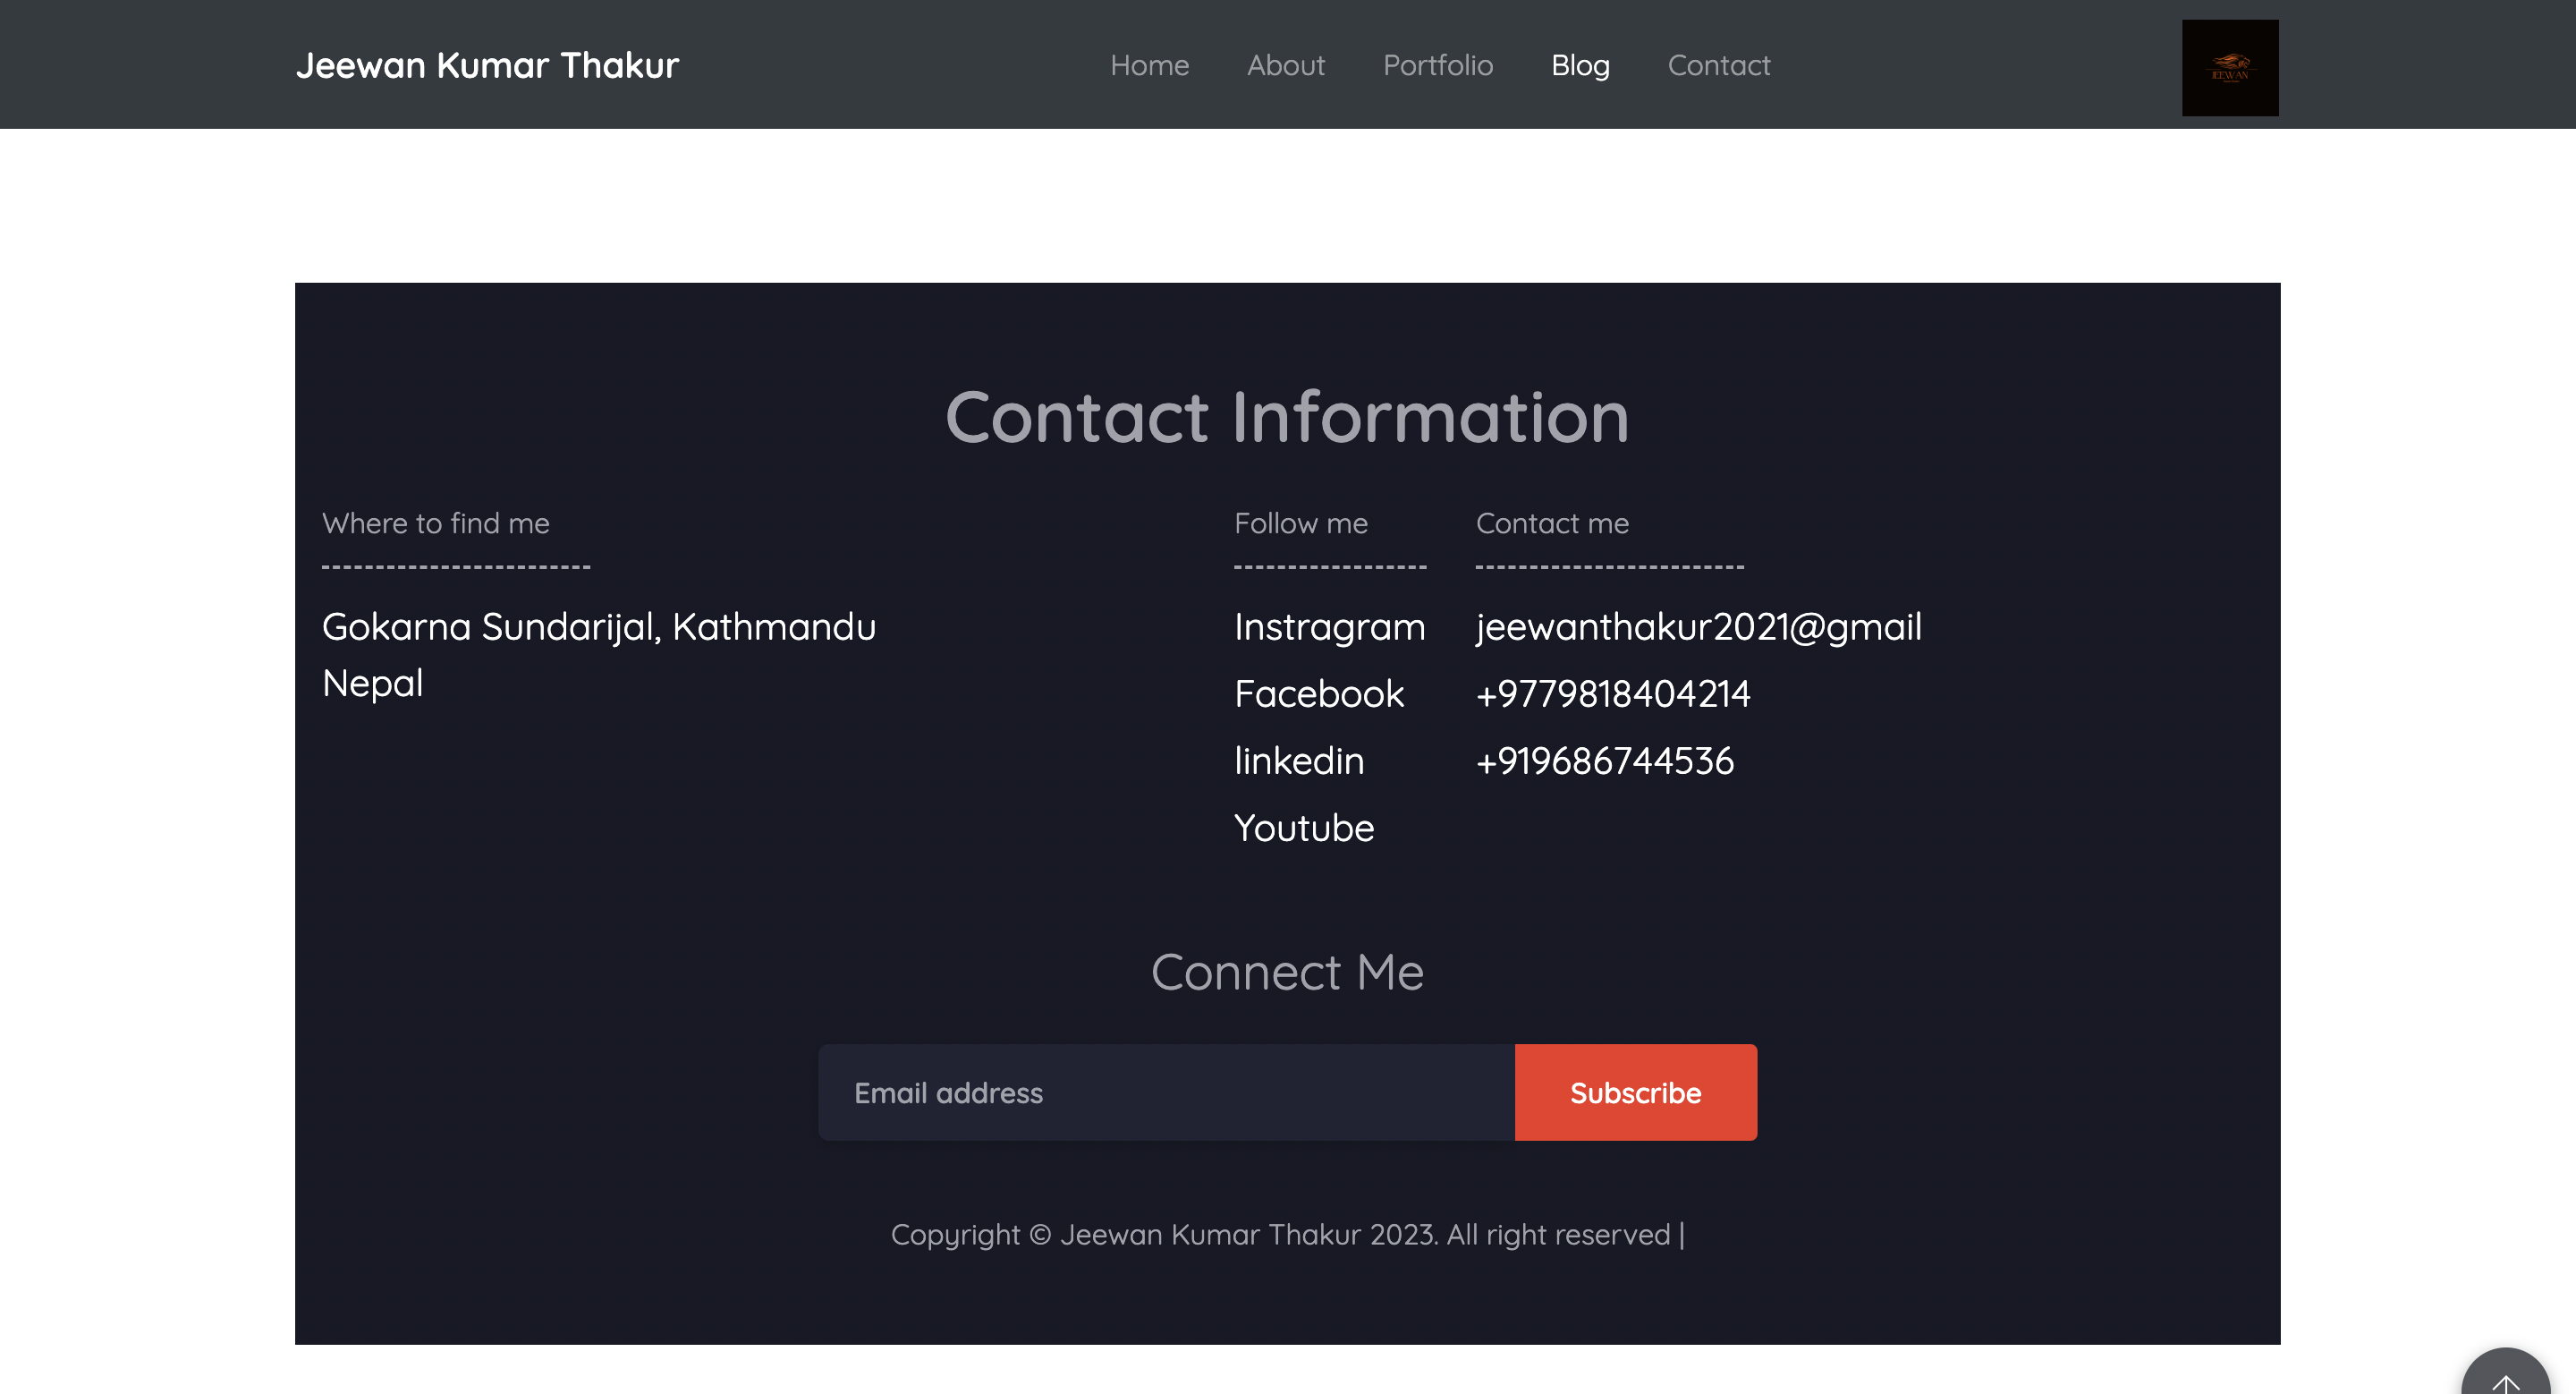 Jeewan Kumar Thakur
Home About Portfolio Blog Contact
JEEWAN
Contact Information
Where to find me
Gokarna Sundarijal, Kathmandu
Nepal
Follow me
Instragram
Facebook
linkedin
Youtube
Contact me
jeewanthakur2021@gmail
+9779818404214
+919686744536
Connect Me
Email address
Subscribe
Copyright © Jeewan Kumar Thakur 2023. All right reserved |